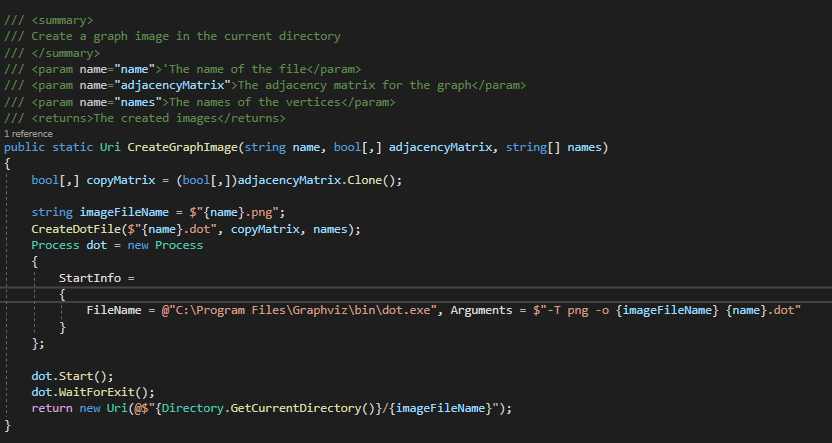 /// <summary>
/// Create a graph image in the current directory
/// </summary>
/// <param name="name">'The name of the file</param>
/// <param name="adjacencyMatrix">The adjacency matrix for the graph</param>
/// <param name="names">The names of the vertices</param>
/// <returns>The created images</returns>
1 reference
public static Uri CreateGraphImage(string name, bool[,] adjacencyMatrix, string[] names)
{
    bool[,] copyMatrix = (bool[,])adjacencyMatrix.Clone();

    string imageFileName = $"{name}.png";
    CreateDotFile($"{name}.dot", copyMatrix, names);
    Process dot = new Process
    {
        StartInfo =
        {
            FileName = @"C:\Program Files\Graphviz\bin\dot.exe", Arguments = $"-T png -o {imageFileName} {name}.dot"
        }
    };

    dot.Start();
    dot.WaitForExit();
    return new Uri(@$"{Directory.GetCurrentDirectory()}/{imageFileName}");
}